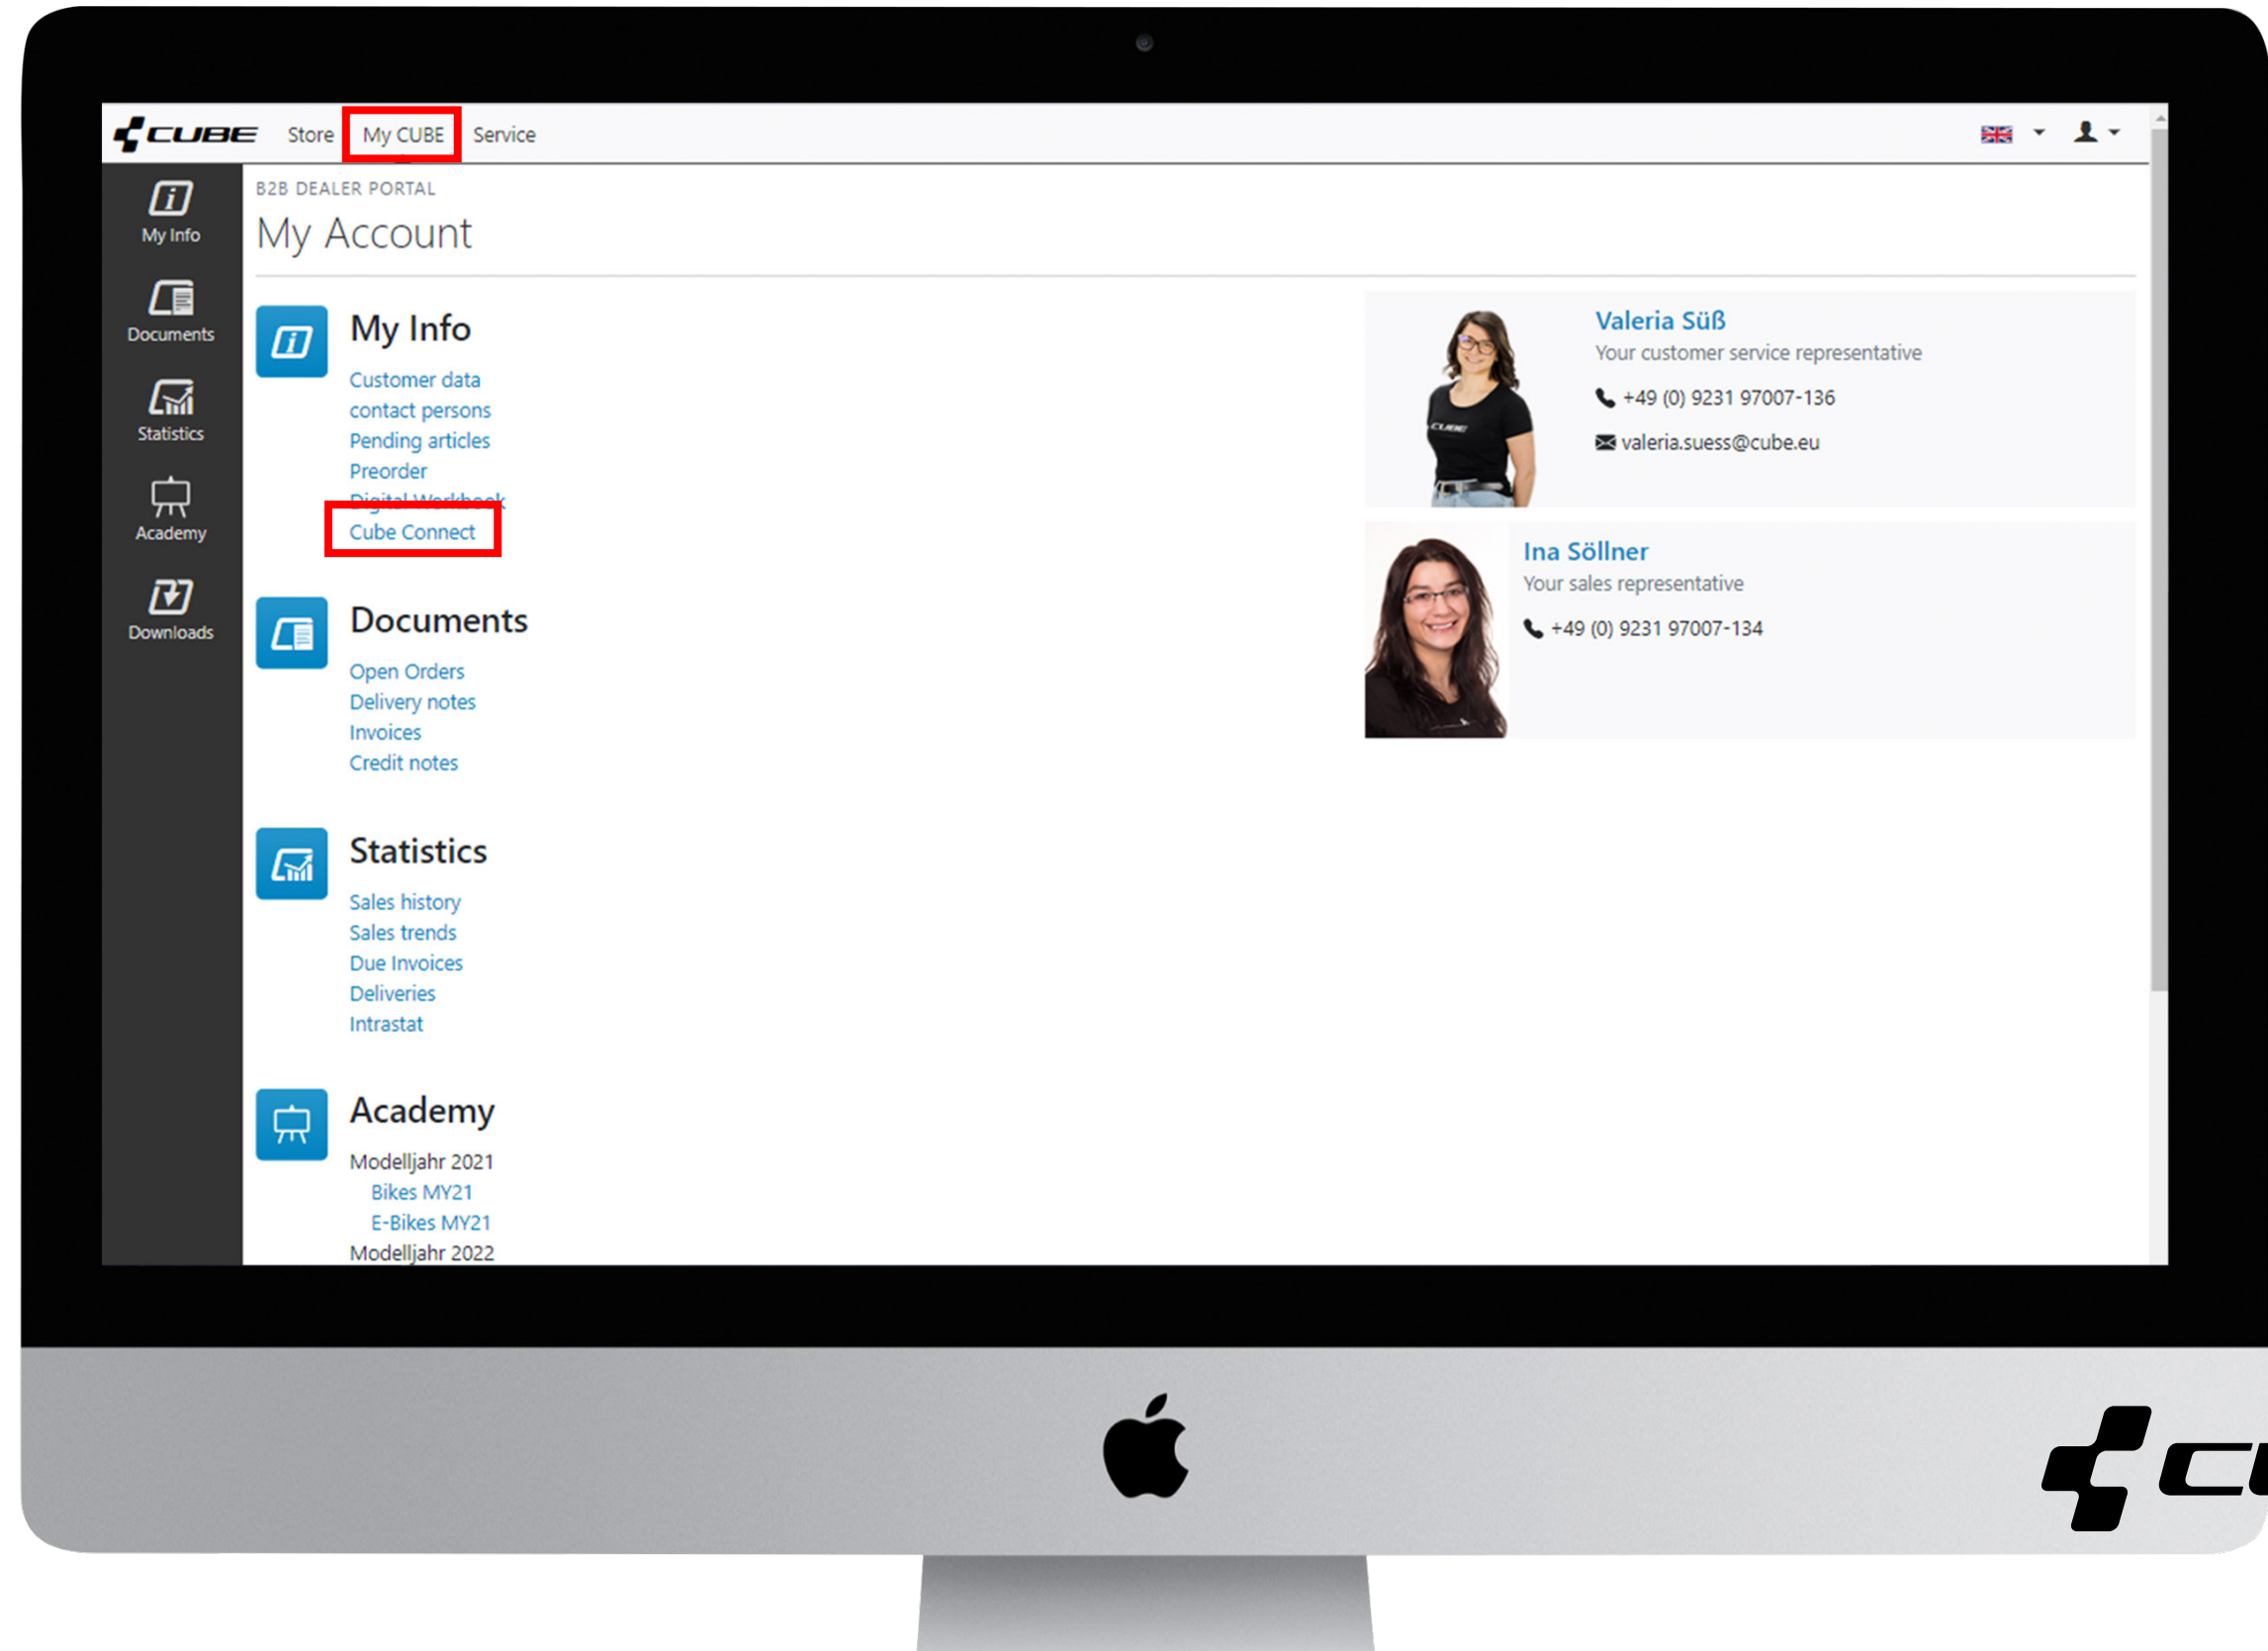 CUBE Store My CUBE Service
B2B DEALER PORTAL
My Account
My Info
Documents
Statistics
Academy
Downloads
My Info
Customer data
contact persons
Pending articles
Preorder
Digital Workbook
Cube Connect
Documents
Open Orders
Delivery notes
Invoices
Credit notes
Statistics
Sales history
Sales trends
Due Invoices
Deliveries
Intrastat
Academy
Modelljahr 2021
Bikes MY21
E-Bikes MY21
Modelljahr 2022
Valeria Süß
Your customer service representative
+49 (0) 9231 97007-136
valeria.suess@cube.eu
CUBE
Ina Söllner
Your sales representative
+49 (0) 9231 97007-134